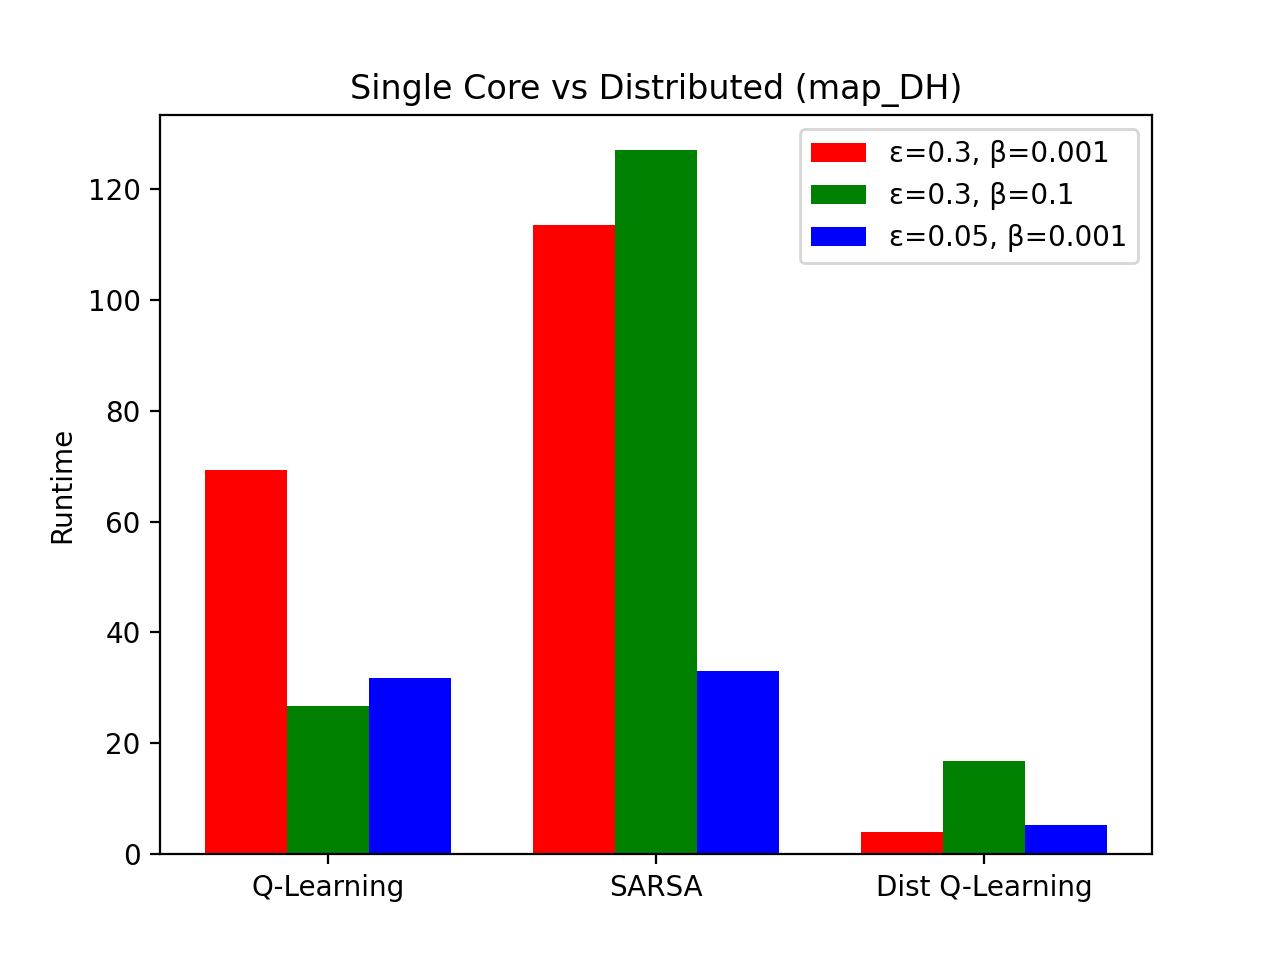 Single Core vs Distributed (map_DH)
ε=0.3, β=0.001
ε=0.3, β=0.1
ε=0.05, β=0.001
Runtime
120
100
80
60
40
20
0
Q-Learning
SARSA
Dist Q-Learning